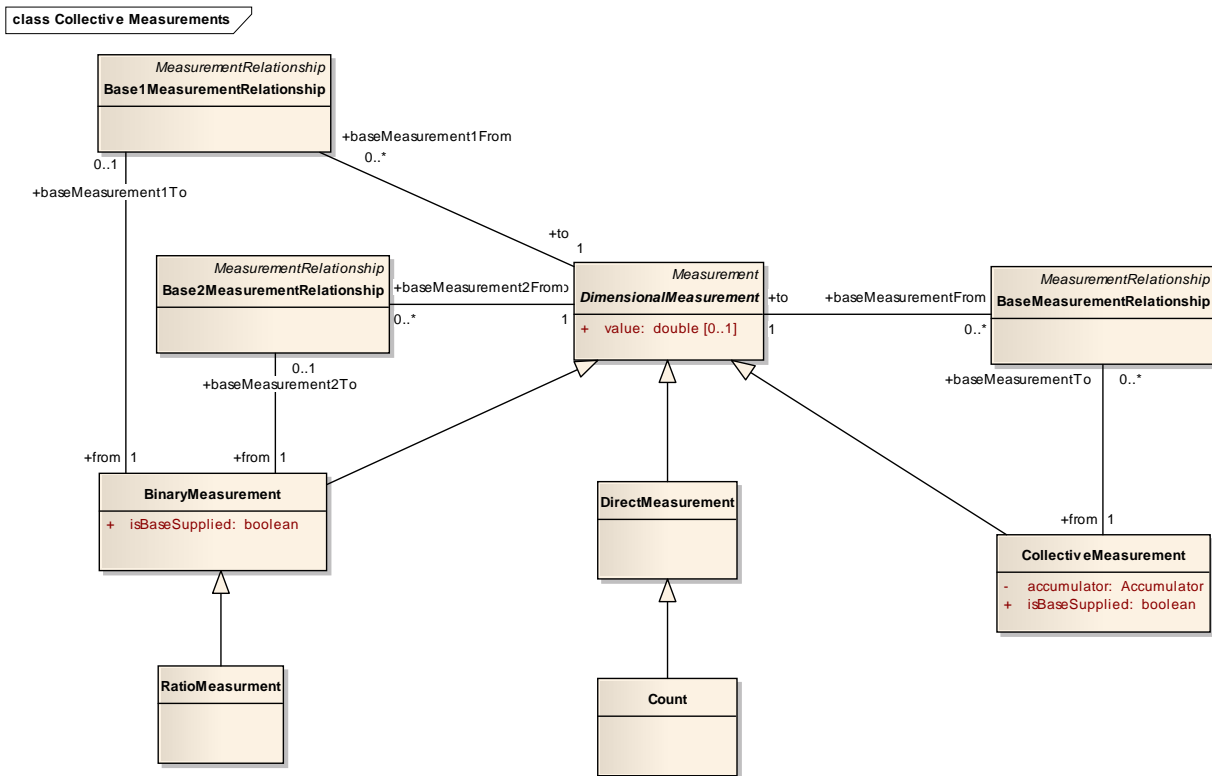 class Collective Measurements
MeasurementRelationship
Base1MeasurementRelationship
+baseMeasurement1From
0..1
0..*
+baseMeasurement1To
+to
1
MeasurementRelationship
Base2MeasurementRelationship
+baseMeasurement2From
0..*
1
0..1
+baseMeasurement2To
Measurement
DimensionalMeasurement
+ value: double [0..1]
+to
1
+baseMeasurementFrom
0..*
MeasurementRelationship
BaseMeasurementRelationship
+baseMeasurementTo
0..*
+from
1
+from
1
BinaryMeasurement
+ isBaseSupplied: boolean
DirectMeasurement
+from
1
CollectiveMeasurement
- accumulator: Accumulator
+ isBaseSupplied: boolean
RatioMeasurment
Count